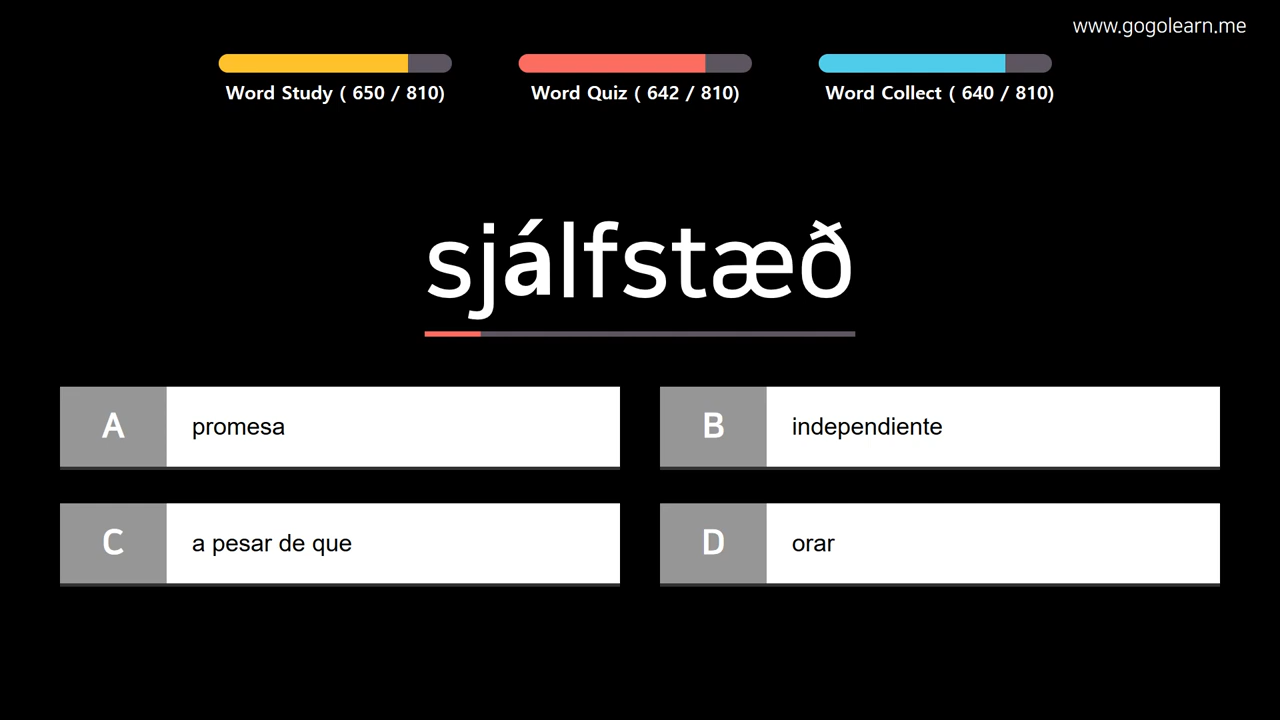 www.gogolearn.me
Word Study ( 650 / 810)
Word Quiz ( 642 / 810)
Word Collect ( 640 / 810)
sjálfstæð
A promesa
B independiente
C a pesar de que
D orar